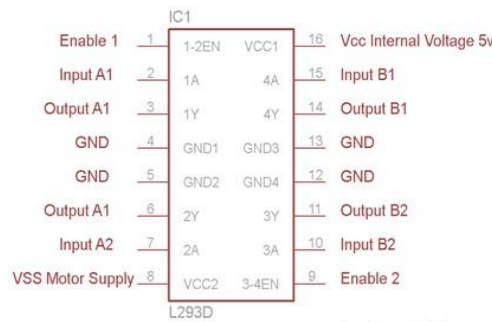 IC1
Enable 1 1 1-2EN VCC1 16 Vcc Internal Voltage 5v
Input A1 2 1A 4A 15 Input B1
Output A1 3 1Y 4Y 14 Output B1
GND 4 GND1 GND3 13 GND
GND 5 GND2 GND4 12 GND
Output A1 6 2Y 3Y 11 Output B2
Input A2 7 2A 3A 10 Input B2
VSS Motor Supply 8 VCC2 3-4EN 9 Enable 2
L293D